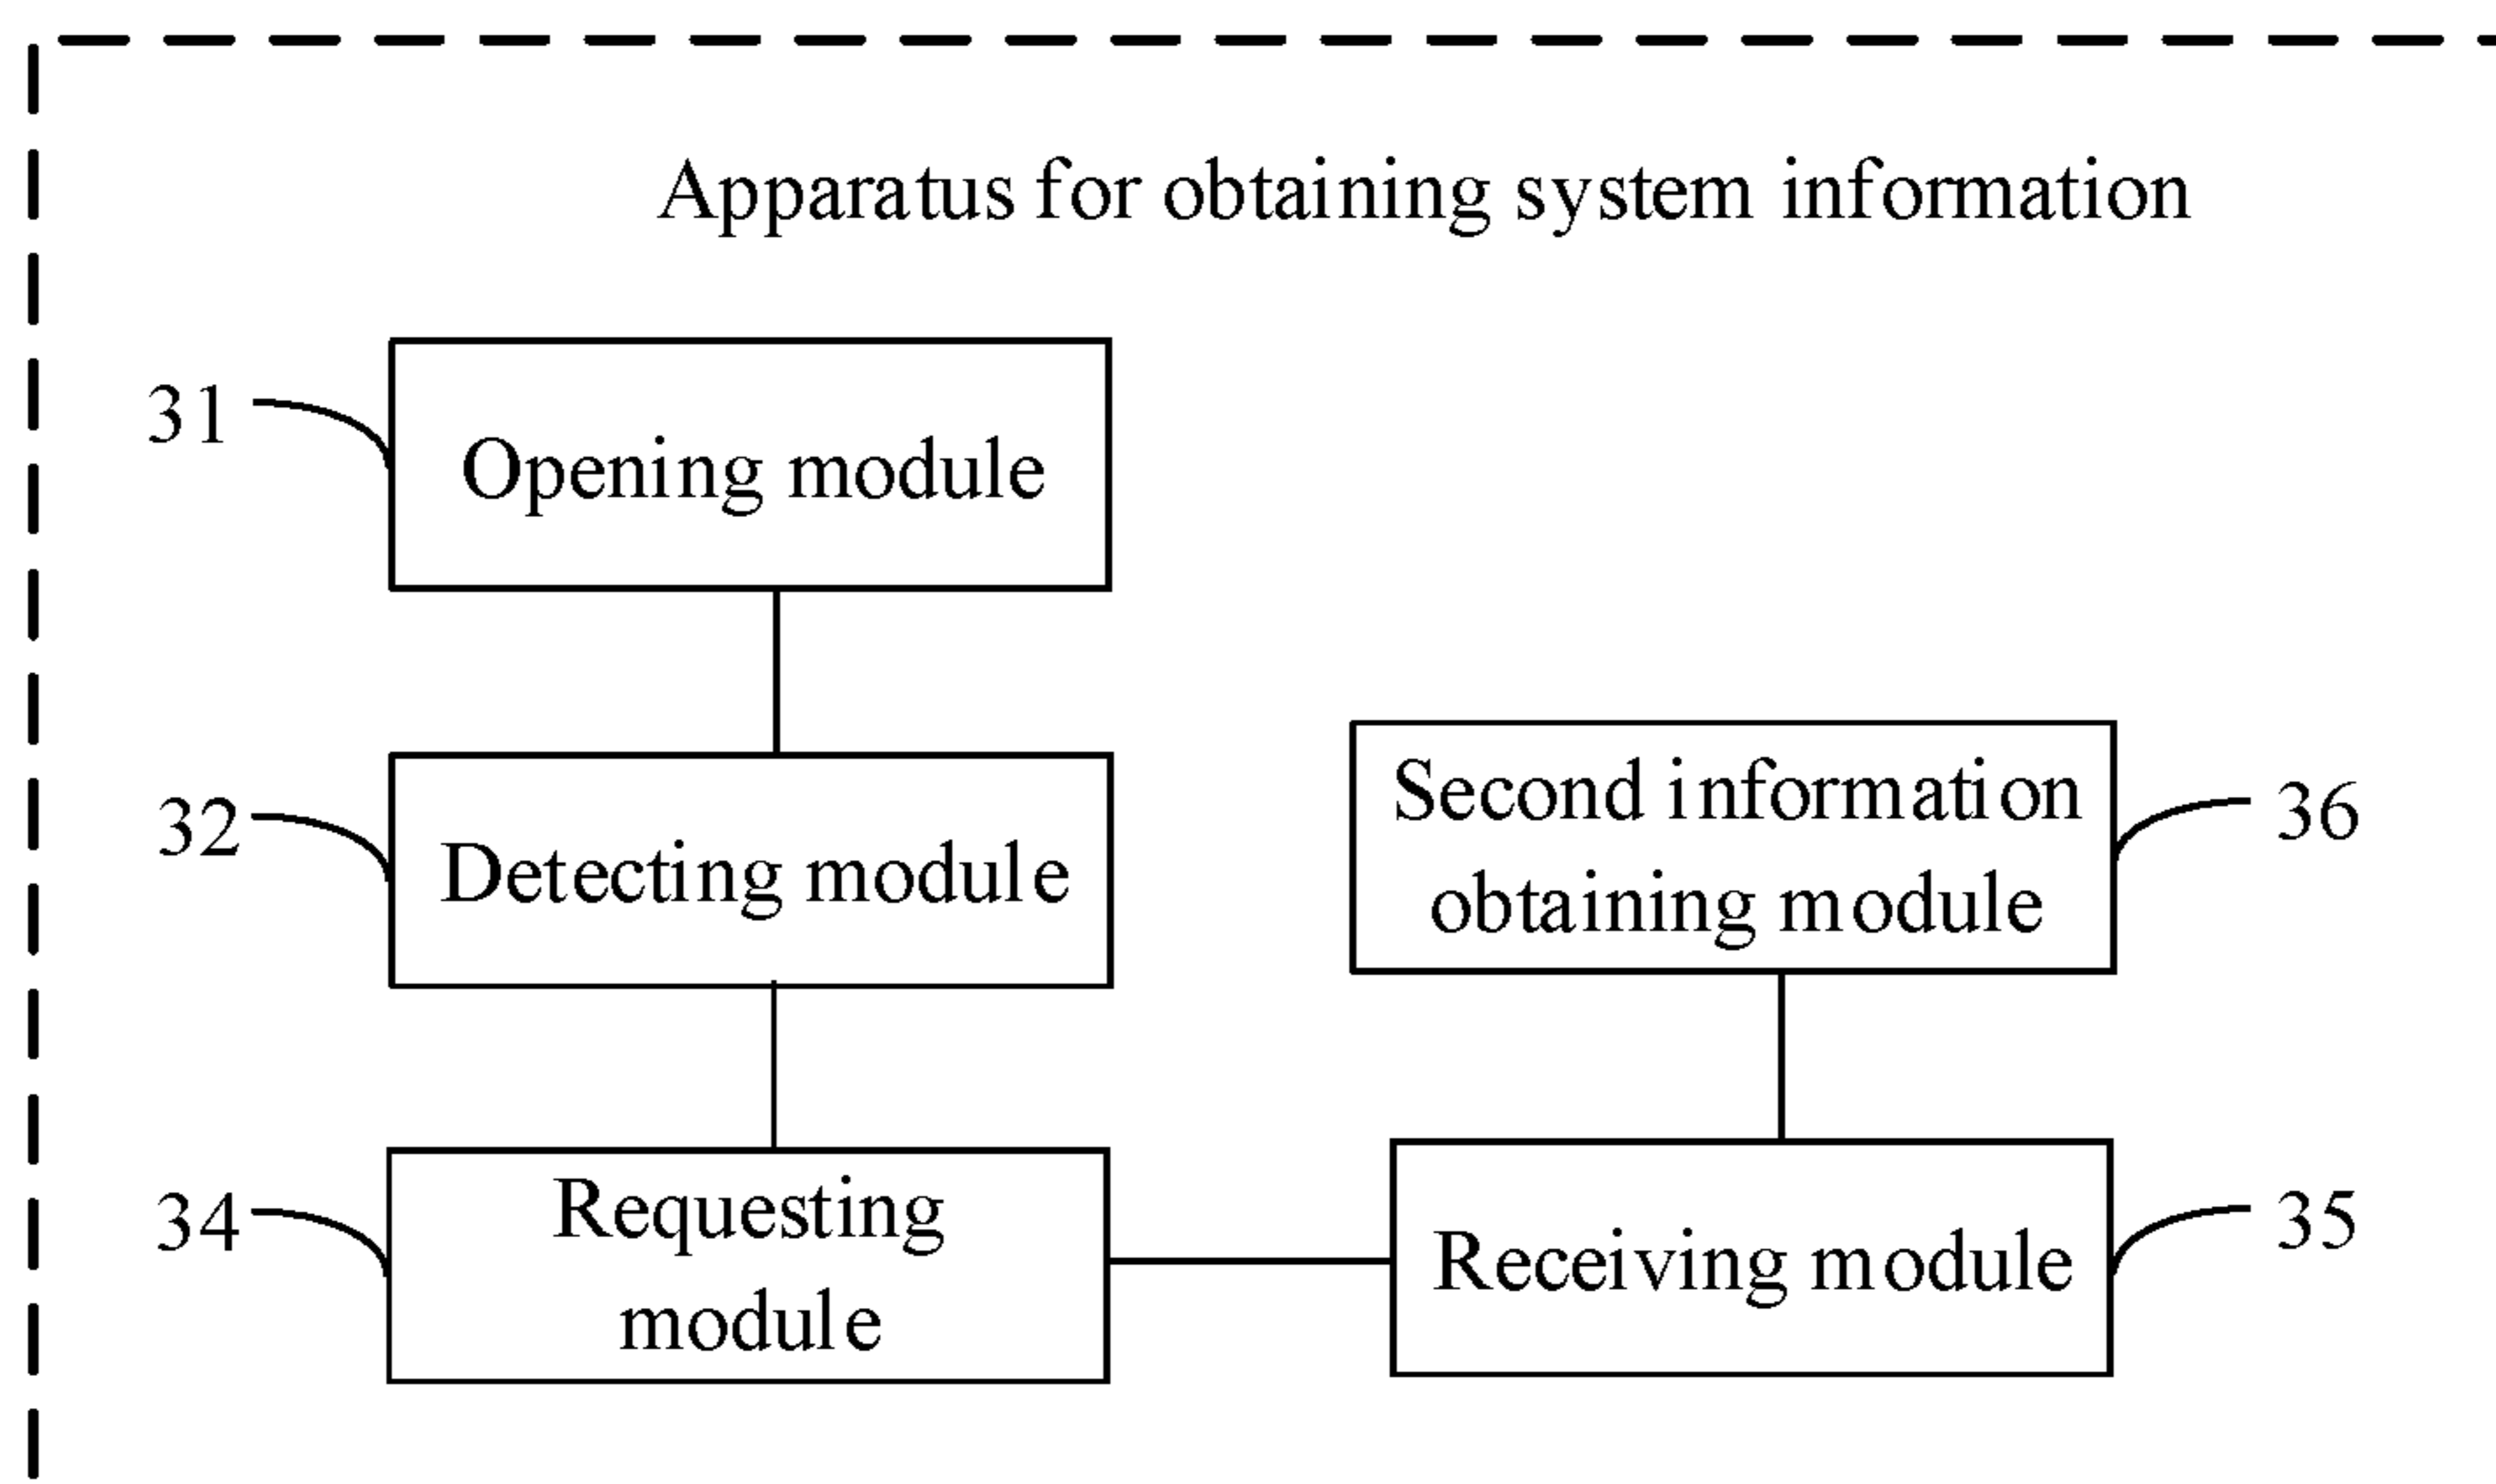 Apparatus for obtaining system information
31
Opening module
32
Detecting module
Second information
obtaining module
36
34
Requesting
module
Receiving module
35